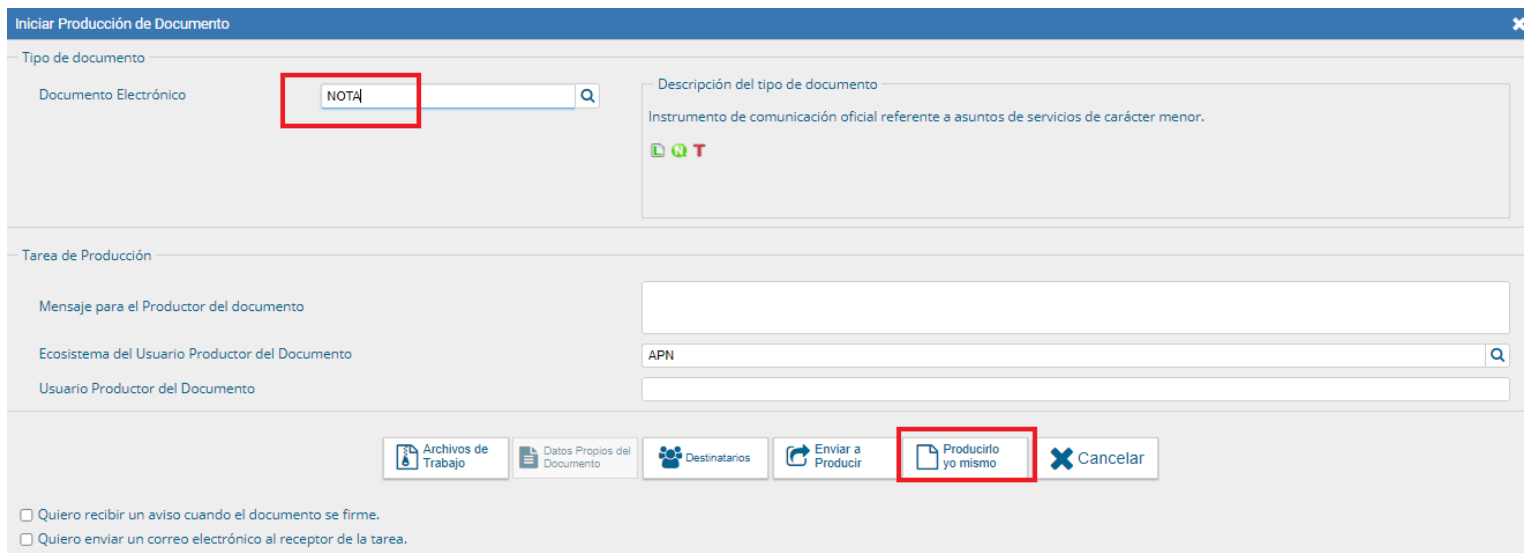 Iniciar Producción de Documento
Tipo de documento
Documento Electrónico
NOTA
Descripción del tipo de documento
Instrumento de comunicación oficial referente a asuntos de servicios de carácter menor.
L N T
Tarea de Producción
Mensaje para el Productor del documento
Ecosistema del Usuario Productor del Documento
APN
Usuario Productor del Documento
Archivos de
Trabajo
Datos Propios del
Documento
Destinatarios
Enviar a
Producir
Producirlo
yo mismo
Cancelar
Quiero recibir un aviso cuando el documento se firme.
Quiero enviar un correo electrónico al receptor de la tarea.